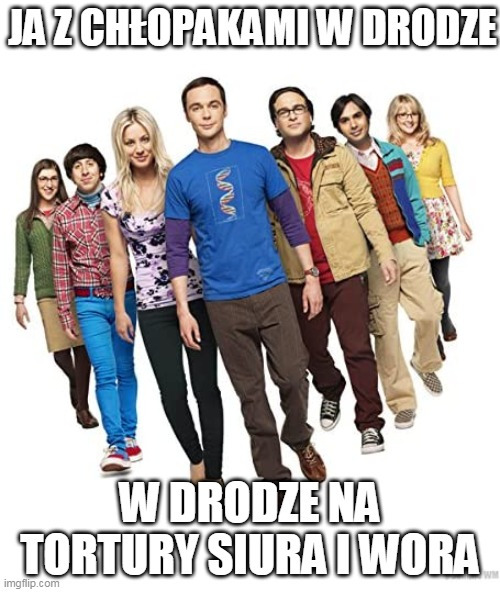 JA Z CHŁOPAKAMI W DRODZE
W DRODZE NA
TORTURY SIURA I WORA
imgflip.com